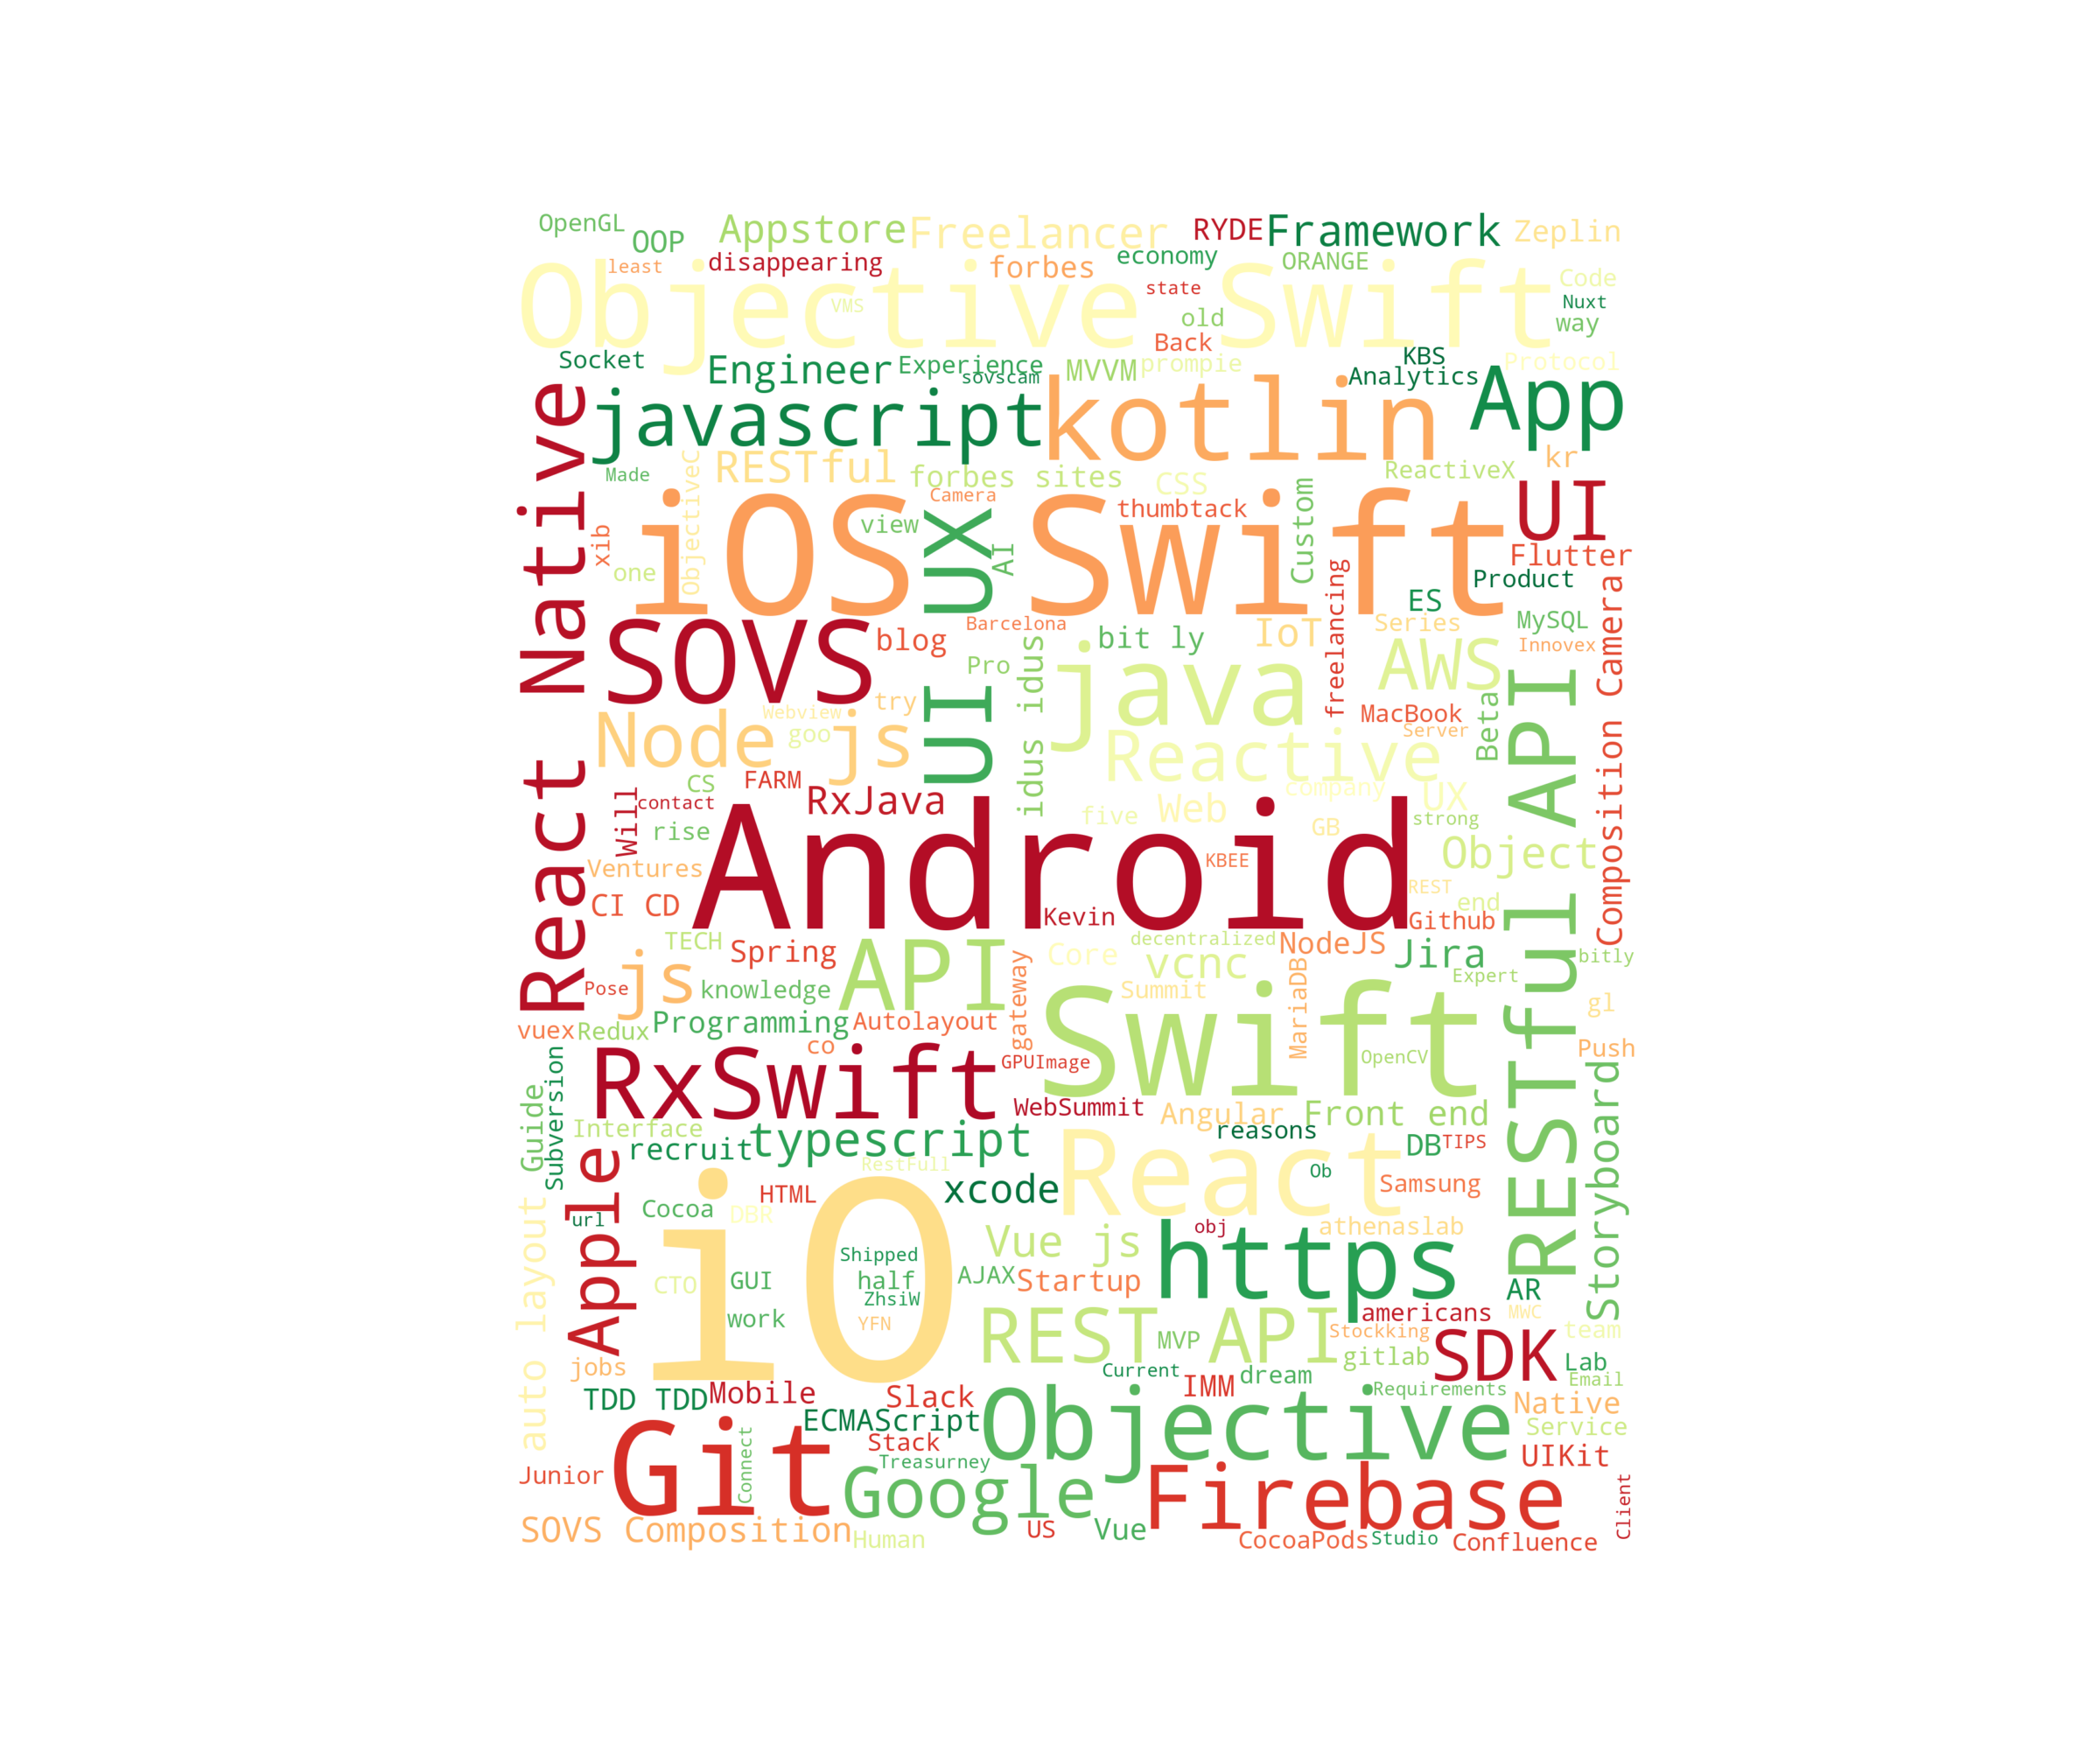 OpenGL
OOP
Appstore
Freelancer
RYDE
Framework
Zeplin
least
disappearing
forbes
economy
ORANGE
Code
Objective Swift
VMS
state
Nuxt
old
way
Back
Socket
Engineer
Experience
sovscam
MVVM
prompie
KBS
Analytics
Protocol
javascript
kotlin
App
React Native
Made
ObjectiveC
RESTful
forbes sites
CSS
ReactiveX
kr
Camera
thumbtack
Custom
UI
iOS Swift
view
UI UX
AI
xib
one
Flutter
Product
freelancing
ES
Composition Camera
SOVS
blog
Barcelona
bit ly
IoT
Series
MySQL
Innovex
Pro
idus idus
java
AWS
RESTful API
Node js
Webview
goo
try
MacBook
Server
Beta
Reactive
CS
FARM
RxJava
Will
contact
rise
company
UX
five
Web
GB
strong
Android
KBEE
Object
Ventures
REST
end
CI CD
Kevin
Github
TECH
Spring
API
decentralized
NodeJS
Jira
Core
vcnc
Expert
bitly
js
Pose
knowledge
gateway
Summit
MariaDB
gl
Swift
OpenCV
vuex
Redux
Programming
Autolayout
co
GPUImage
Push
Subversion
RxSwift
WebSummit
Angular
Front end
Storyboard
auto layout Guide
Interface
recruit
typescript
reasons
DB
TIPS
RestFull
React
Ob
Apple
HTML
xcode
Samsung
Cocoa
DBR
url
iO
Vue js
obj
athenaslab
https
Shipped
CTO
GUI
half
AJAX
Startup
ZhsiW
AR
work
YFN
americans
MWC
REST API
MVP
Stockking
team
SDK
gitlab
Lab
jobs
Current
dream
Email
TDD TDD
Mobile
Slack
IMM
Requirements
Native
ECMAScript
Objective
Service
Git
Connect
Stack
UIKit
Treasurney
Junior
Google
Firebase
Client
SOVS Composition
Human
US
Vue
CocoaPods
Studio
Confluence